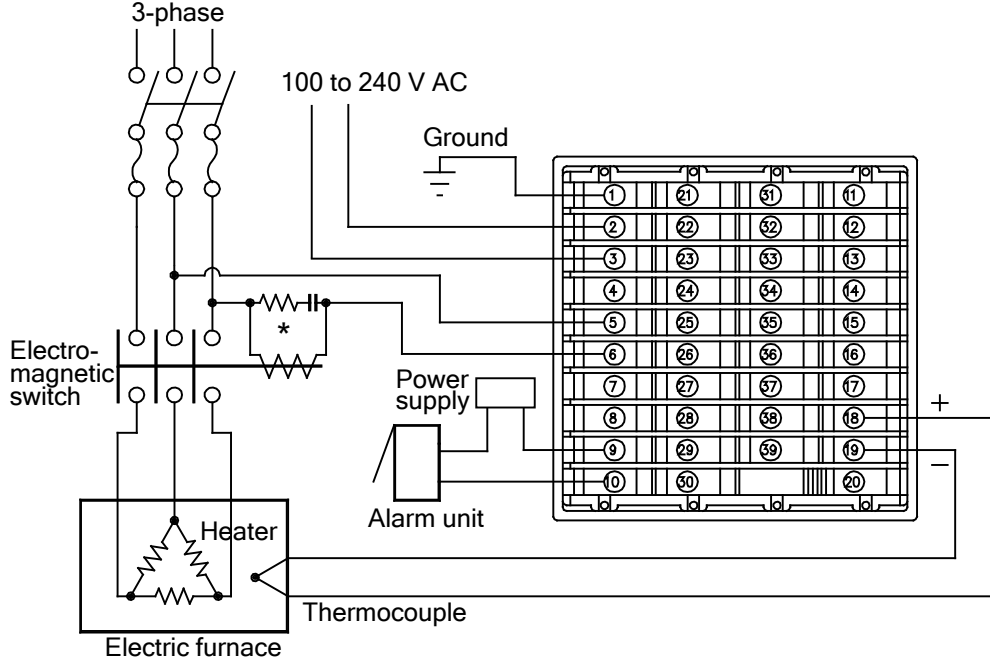 3-phase
100 to 240 V AC
Ground
1 21 31 11
2 22 32 12
3 23 33 13
4 24 34 14
5 25 35 15
6 26 36 16
7 27 37 17
8 28 38 18
9 29 39 19
10 30 20
*
Electro-
magnetic
switch
Power
supply
+
−
Alarm unit
Heater
Thermocouple
Electric furnace